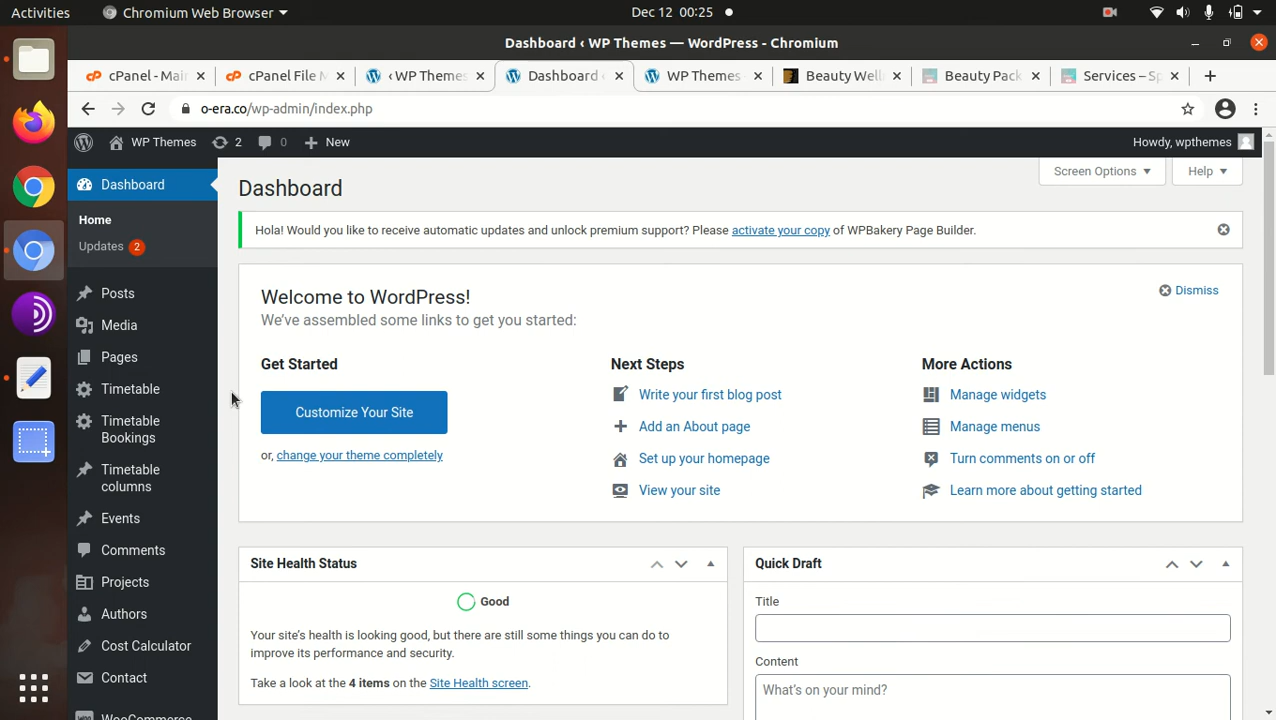 Activities
Chromium Web Browser
Dec 12 00:25
Dashboard ‹ WP Themes — WordPress - Chromium
cPanel - Mai
cPanel File M
‹ WP Themes
Dashboard ‹
WP Themes
Beauty Well
Beauty Pack
Services – Sp
o-era.co/wp-admin/index.php
WP Themes
2
0
New
Howdy, wpthemes
Dashboard
Home
Updates 2
Posts
Media
Pages
Timetable
Timetable
Bookings
Timetable
columns
Events
Comments
Projects
Authors
Cost Calculator
Contact
WooCommerce
Dashboard
Screen Options
Help
Hola! Would you like to receive automatic updates and unlock premium support? Please activate your copy of WPBakery Page Builder.
Welcome to WordPress!
We've assembled some links to get you started:
Dismiss
Get Started
Customize Your Site
or, change your theme completely
Next Steps
Write your first blog post
Add an About page
Set up your homepage
View your site
More Actions
Manage widgets
Manage menus
Turn comments on or off
Learn more about getting started
Site Health Status
Good
Your site's health is looking good, but there are still some things you can do to
improve its performance and security.
Take a look at the 4 items on the Site Health screen.
Quick Draft
Title
Content
What's on your mind?